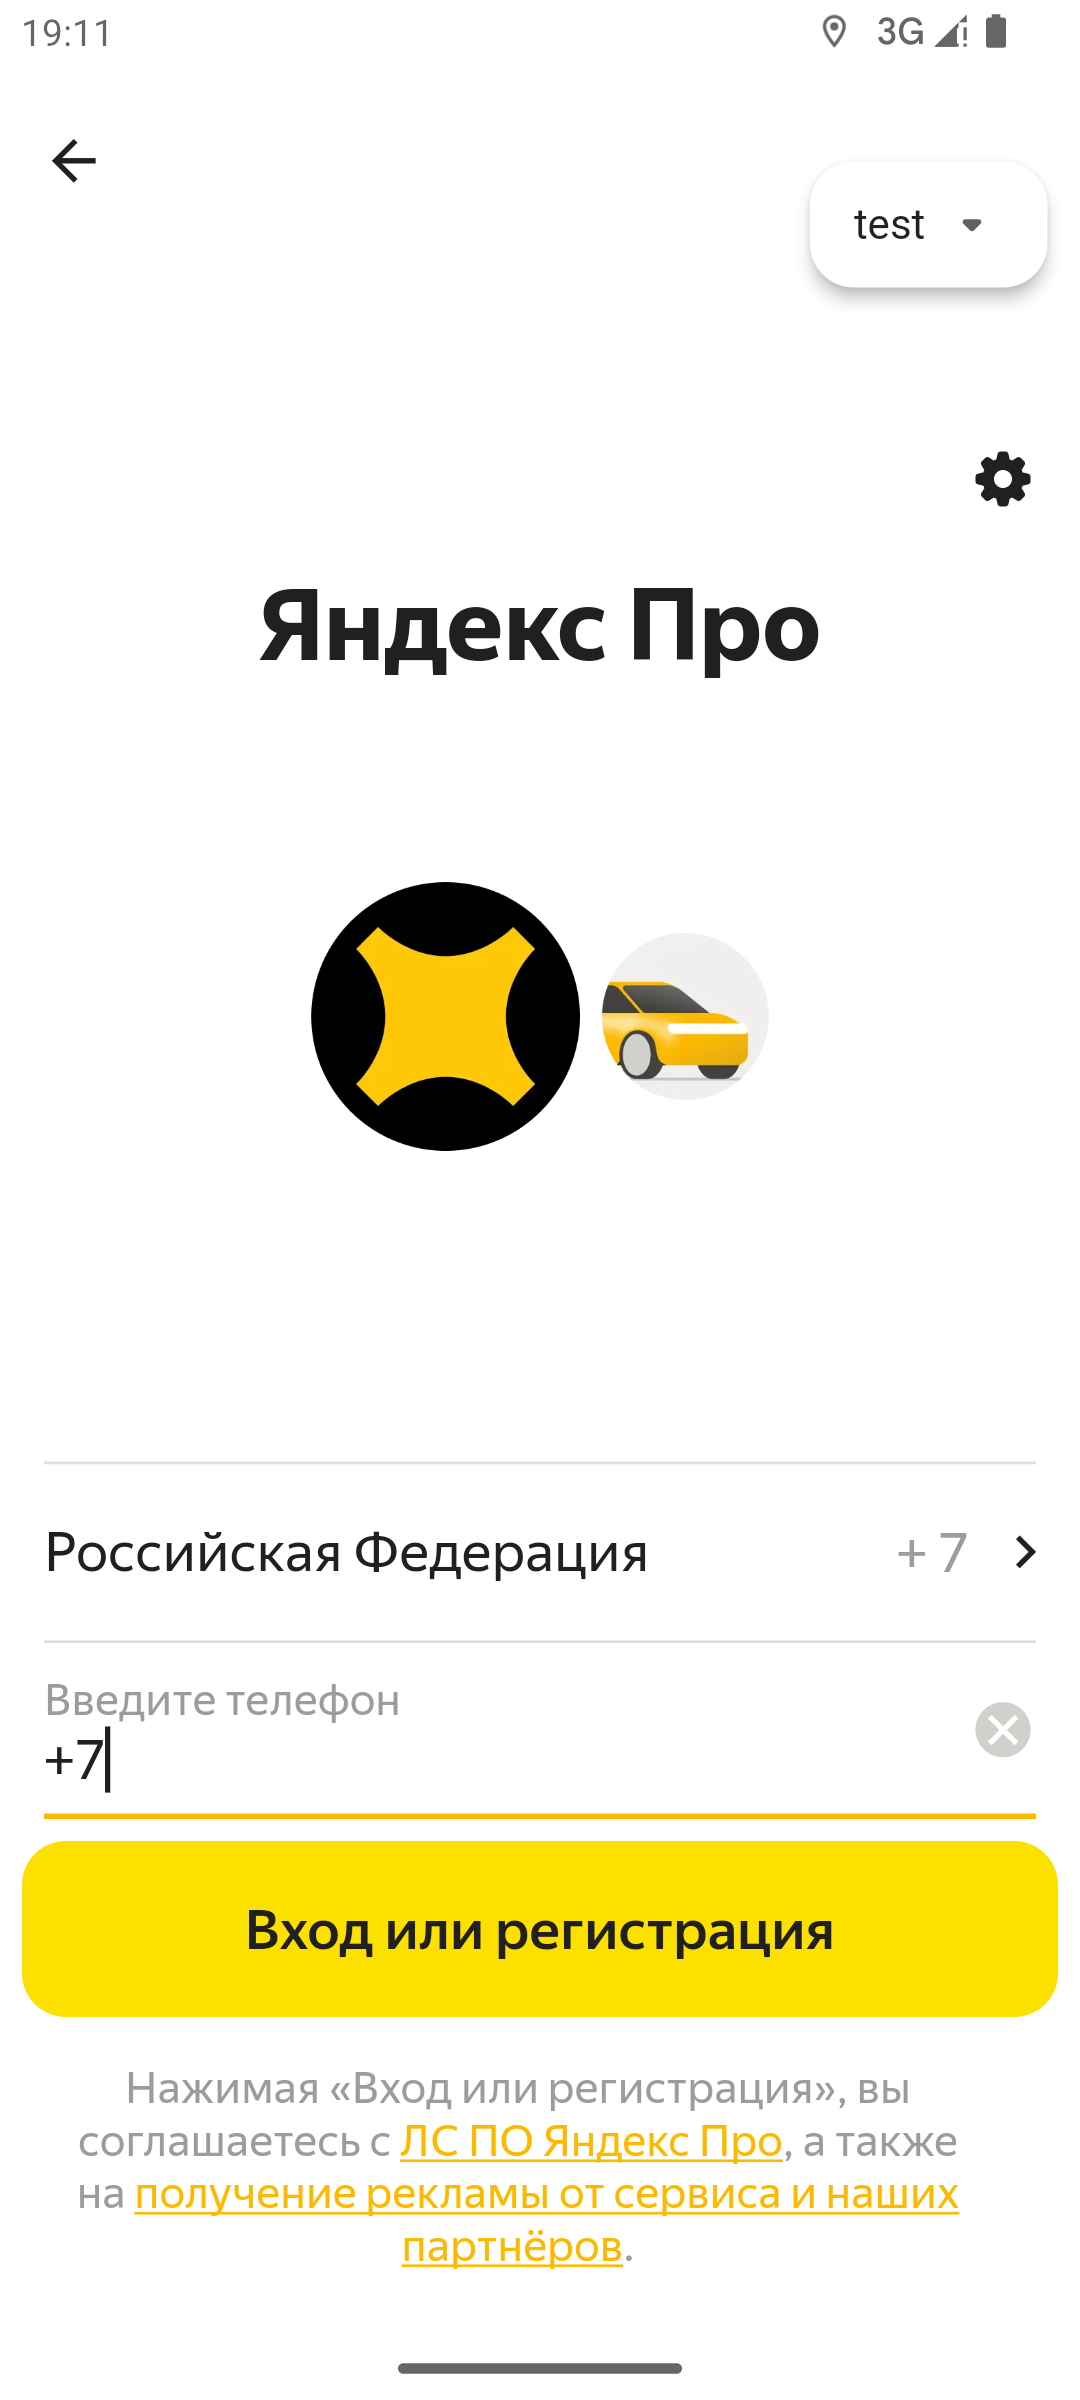 19:11
3G
test
Яндекс Про
Российская Федерация + 7
Введите телефон
+7
Вход или регистрация
Нажимая «Вход или регистрация», вы
соглашаетесь с ЛС ПО Яндекс Про, а также
на получение рекламы от сервиса и наших
партнёров.